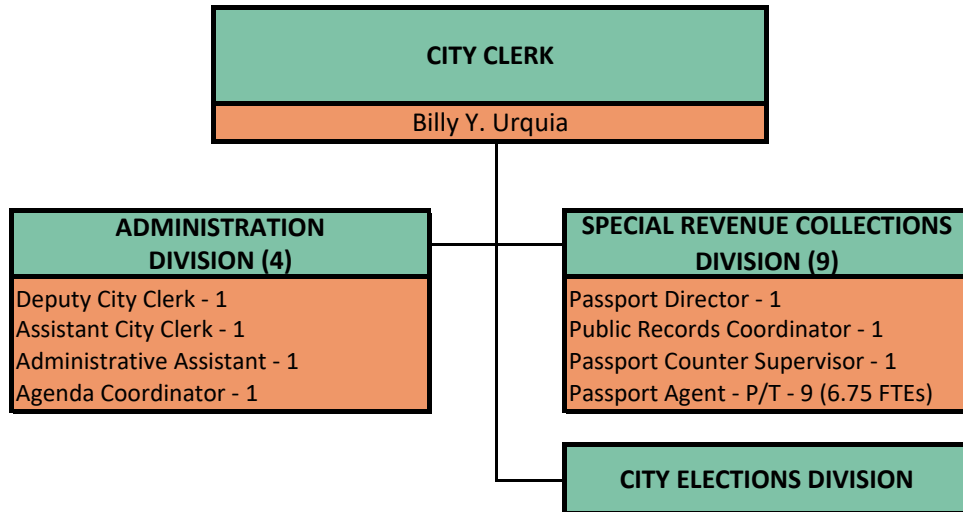 CITY CLERK
Billy Y. Urquia
ADMINISTRATION
DIVISION (4)
Deputy City Clerk - 1
Assistant City Clerk - 1
Administrative Assistant - 1
Agenda Coordinator - 1
SPECIAL REVENUE COLLECTIONS
DIVISION (9)
Passport Director - 1
Public Records Coordinator - 1
Passport Counter Supervisor - 1
Passport Agent - P/T - 9 (6.75 FTEs)
CITY ELECTIONS DIVISION